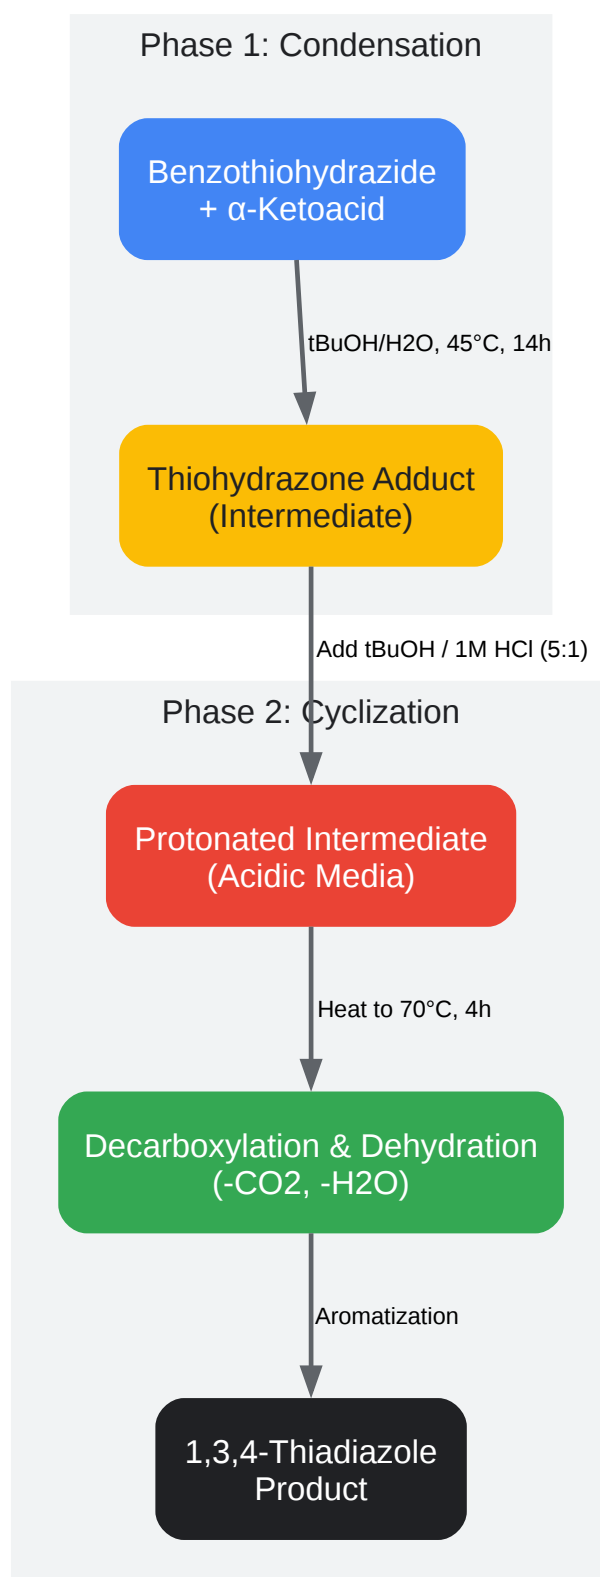 Phase 1: Condensation
Benzothiohydrazide
+ α-Ketoacid
tBuOH/H2O, 45°C, 14h
Thiohydrazone Adduct
(Intermediate)
Add tBuOH / 1M HCl (5:1)
Phase 2: Cyclization
Protonated Intermediate
(Acidic Media)
Heat to 70°C, 4h
Decarboxylation & Dehydration
(-CO2, -H2O)
Aromatization
1,3,4-Thiadiazole
Product